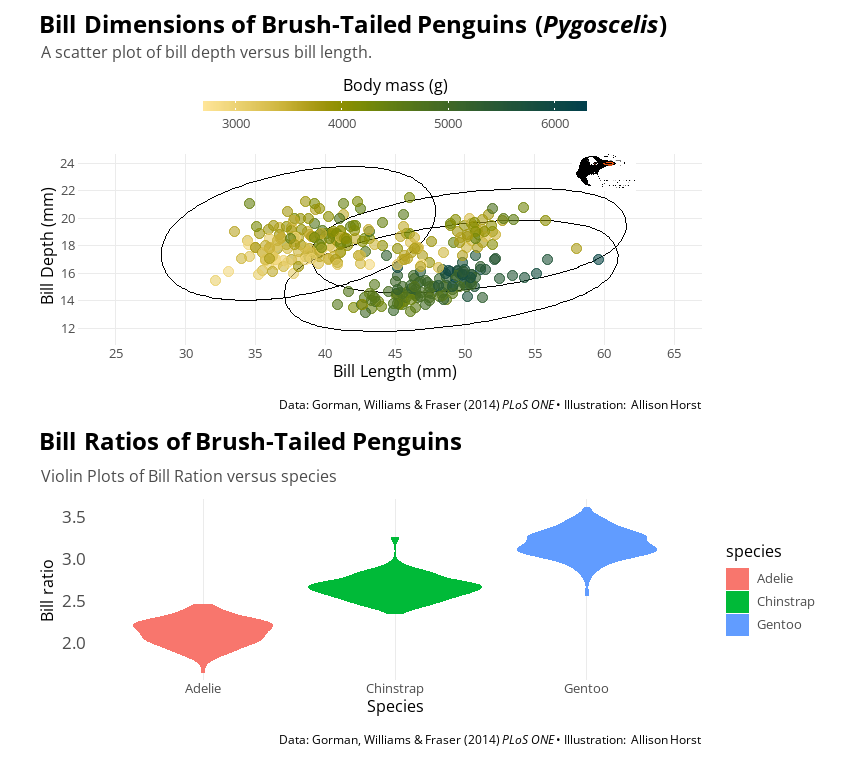 Bill Dimensions of Brush-Tailed Penguins (Pygoscelis)
A scatter plot of bill depth versus bill length.
Body mass (g)
3000 4000 5000 6000
Bill Depth (mm)
24
22
20
18
16
14
12
25 30 35 40 45 50 55 60 65
Bill Length (mm)
Data: Gorman, Williams & Fraser (2014) PLoS ONE • Illustration: Allison Horst
Bill Ratios of Brush-Tailed Penguins
Violin Plots of Bill Ration versus species
Bill ratio
3.5
3.0
2.5
2.0
Adelie Chinstrap Gentoo
Species
species
Adelie
Chinstrap
Gentoo
Data: Gorman, Williams & Fraser (2014) PLoS ONE • Illustration: Allison Horst